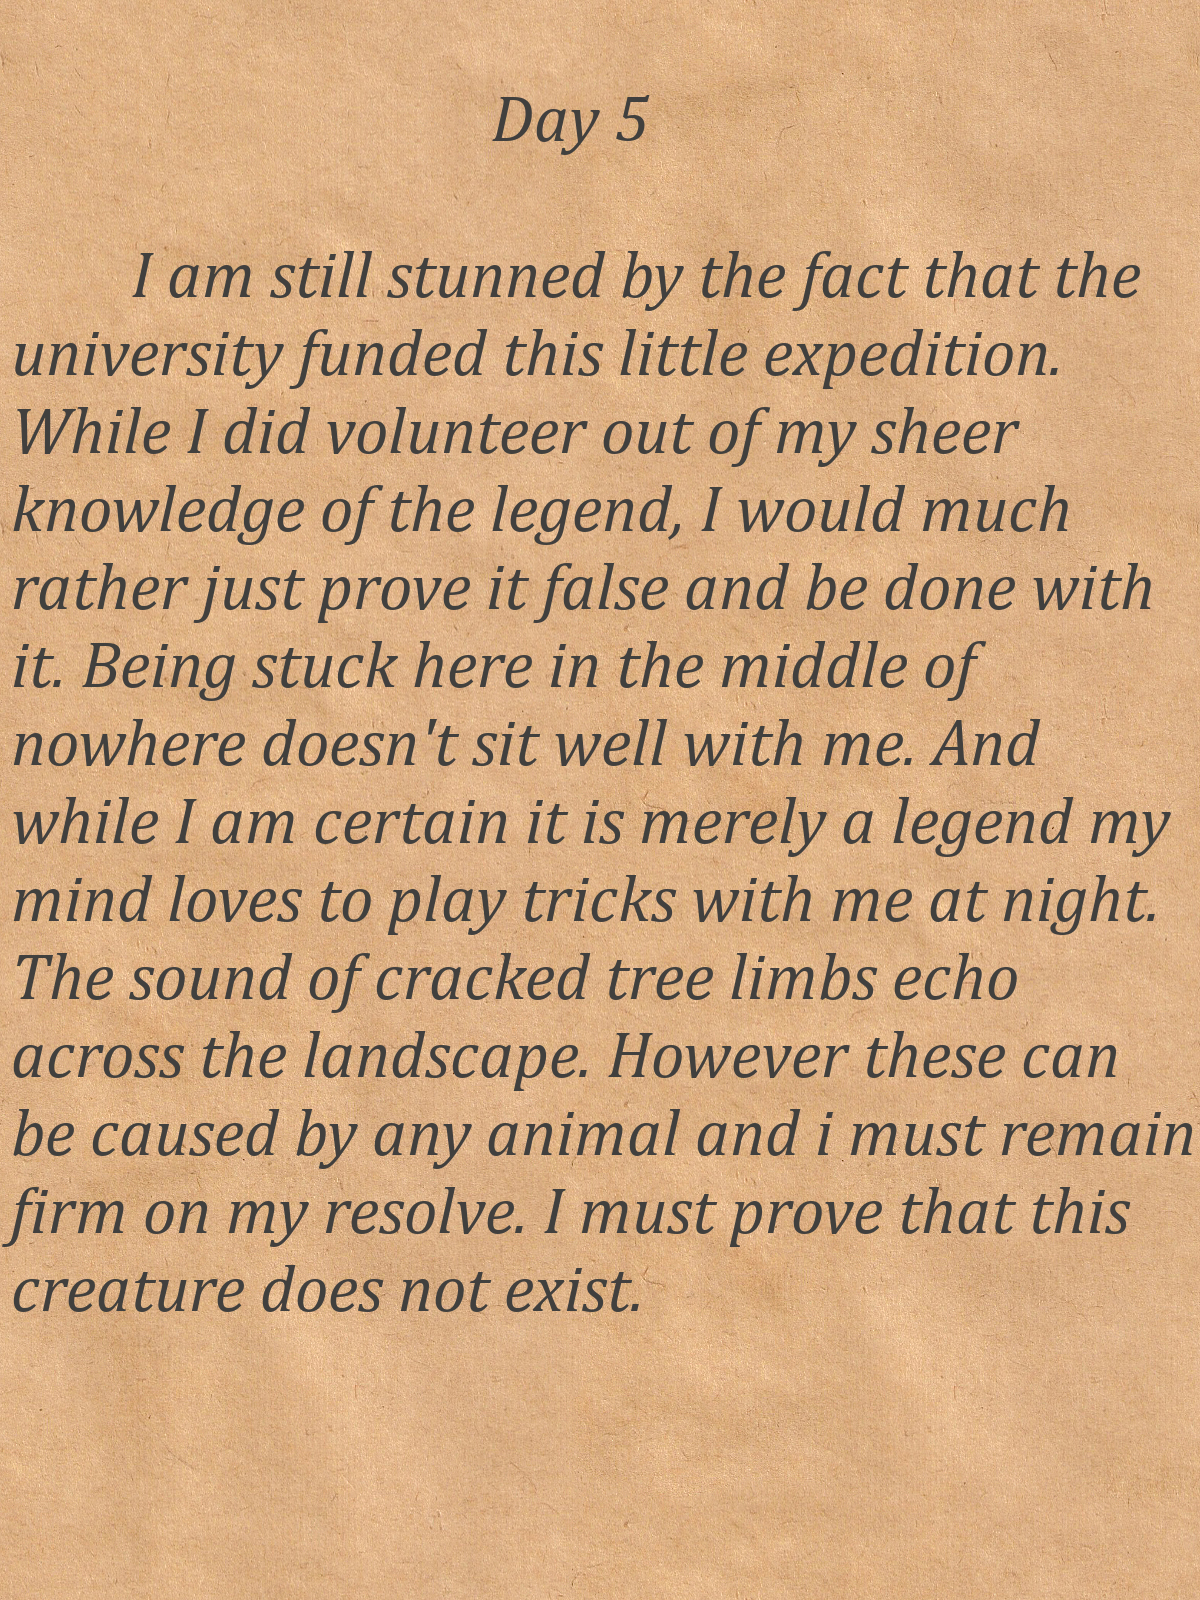 Day 5
I am still stunned by the fact that the
university funded this little expedition.
While I did volunteer out of my sheer
knowledge of the legend, I would much
rather just prove it false and be done with
it. Being stuck here in the middle of
nowhere doesn't sit well with me. And
while I am certain it is merely a legend my
mind loves to play tricks with me at night.
The sound of cracked tree limbs echo
across the landscape. However these can
be caused by any animal and i must remain
firm on my resolve. I must prove that this
creature does not exist.